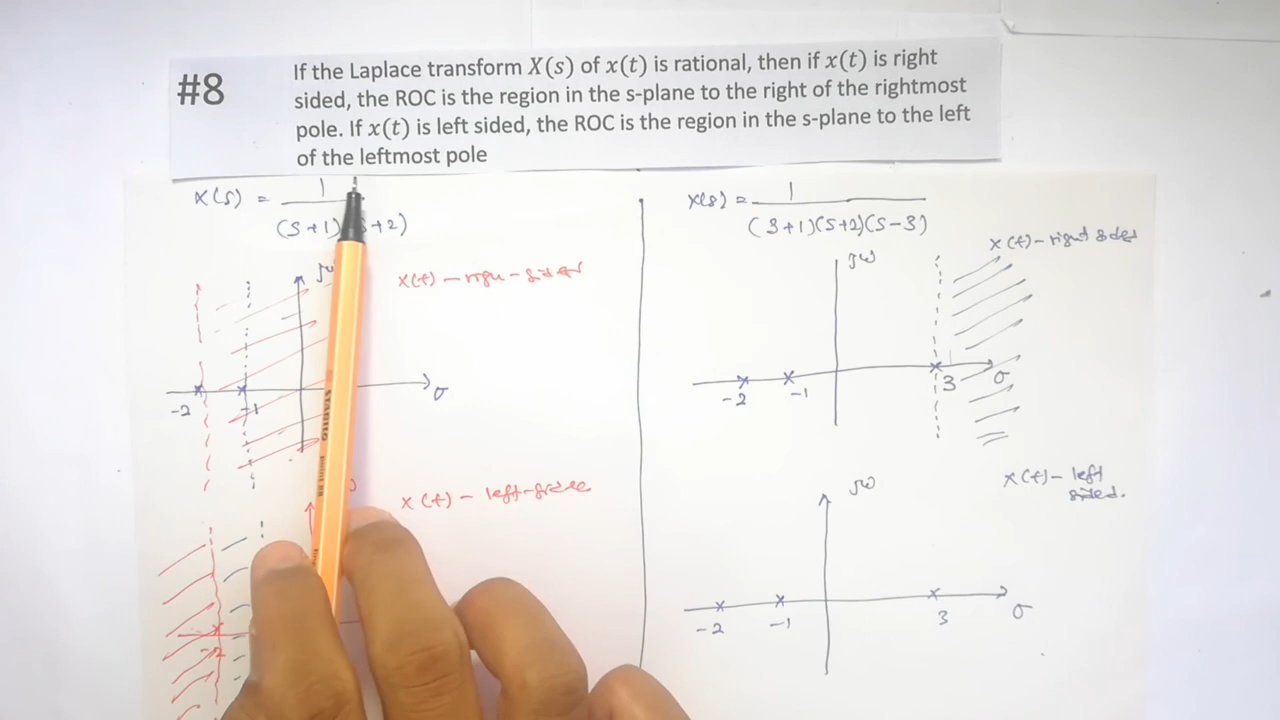 #8
If the Laplace transform X(s) of x(t) is rational, then if x(t) is right
sided, the ROC is the region in the s-plane to the right of the rightmost
pole. If x(t) is left sided, the ROC is the region in the s-plane to the left
of the leftmost pole
X(s) = 1
(s+1) s+2)
jω
x(t) – right-sided
-2
-1
σ
x(t) – left-sided
-2
X(s) = 1
(s+1)(s+2)(s-3)
x(t) – right sided
jω
-2
-1
3
σ
x(t) – left
sided.
jω
-2
-1
3
σ